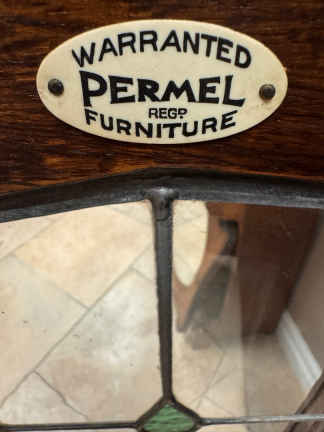 WARRANTED
PERMEL
REGD
FURNITURE